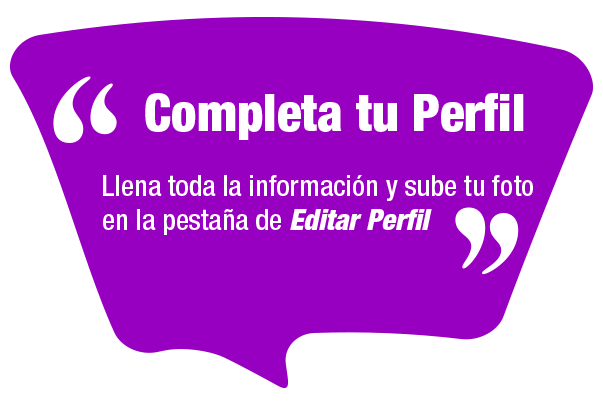 “ Completa tu Perfil
Llena toda la información y sube tu foto
en la pestaña de Editar Perfil ”